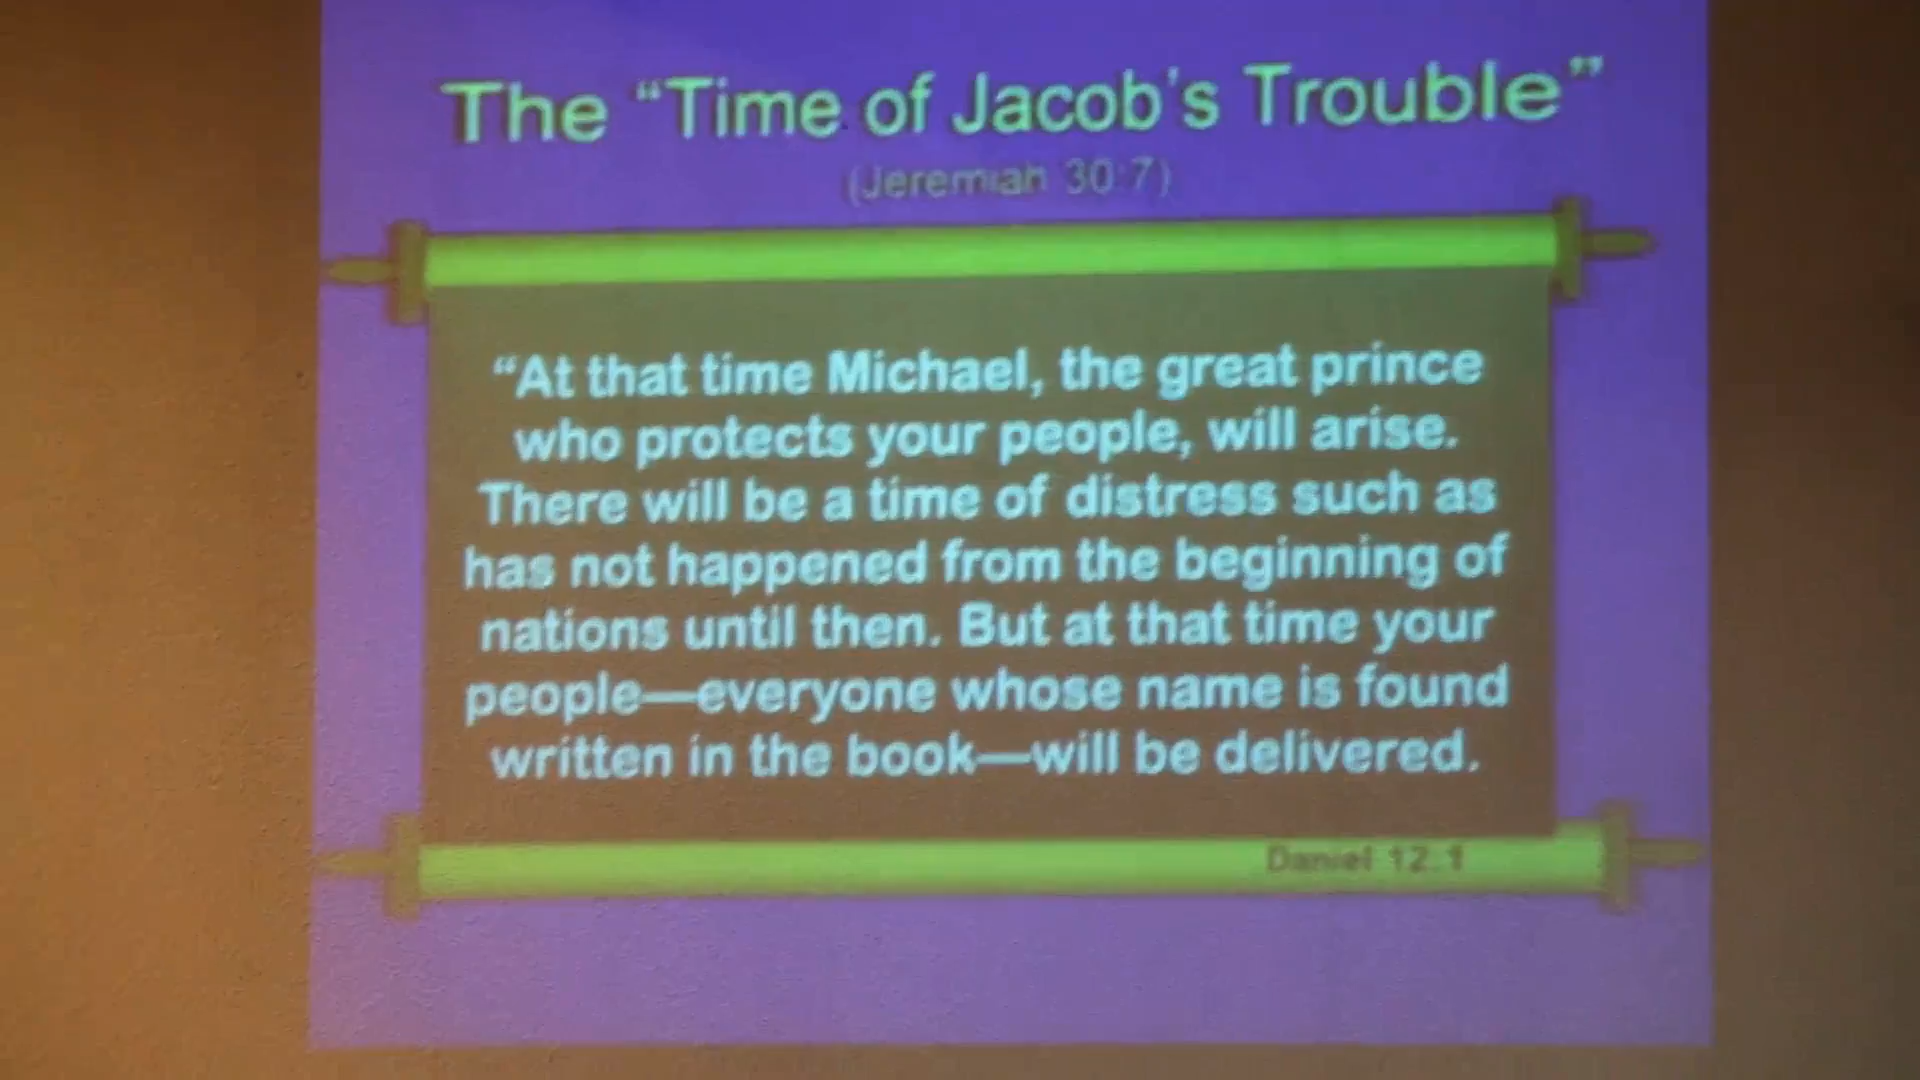 The “Time of Jacob’s Trouble”
(Jeremiah 30:7)
“At that time Michael, the great prince
who protects your people, will arise.
There will be a time of distress such as
has not happened from the beginning of
nations until then. But at that time your
people—everyone whose name is found
written in the book—will be delivered.
Daniel 12:1